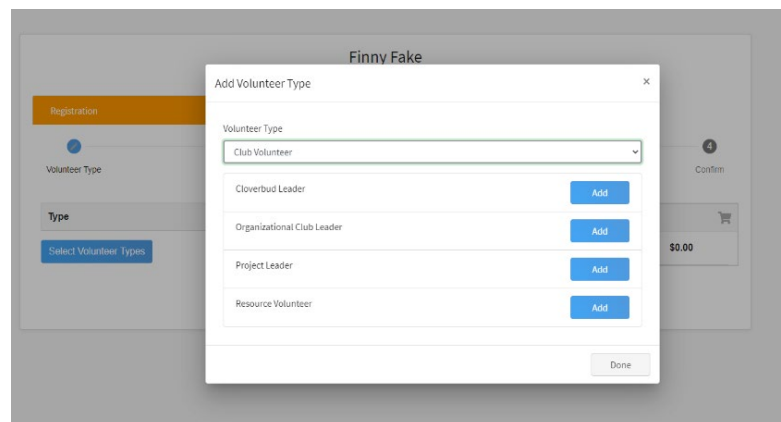 Finny Fake
Add Volunteer Type ×
Registration
Volunteer Type
Club Volunteer
4
Volunteer Type
Confirm
Cloverbud Leader Add
Type
Organizational Club Leader Add
Select Volunteer Types
$0.00
Project Leader Add
Resource Volunteer Add
Done